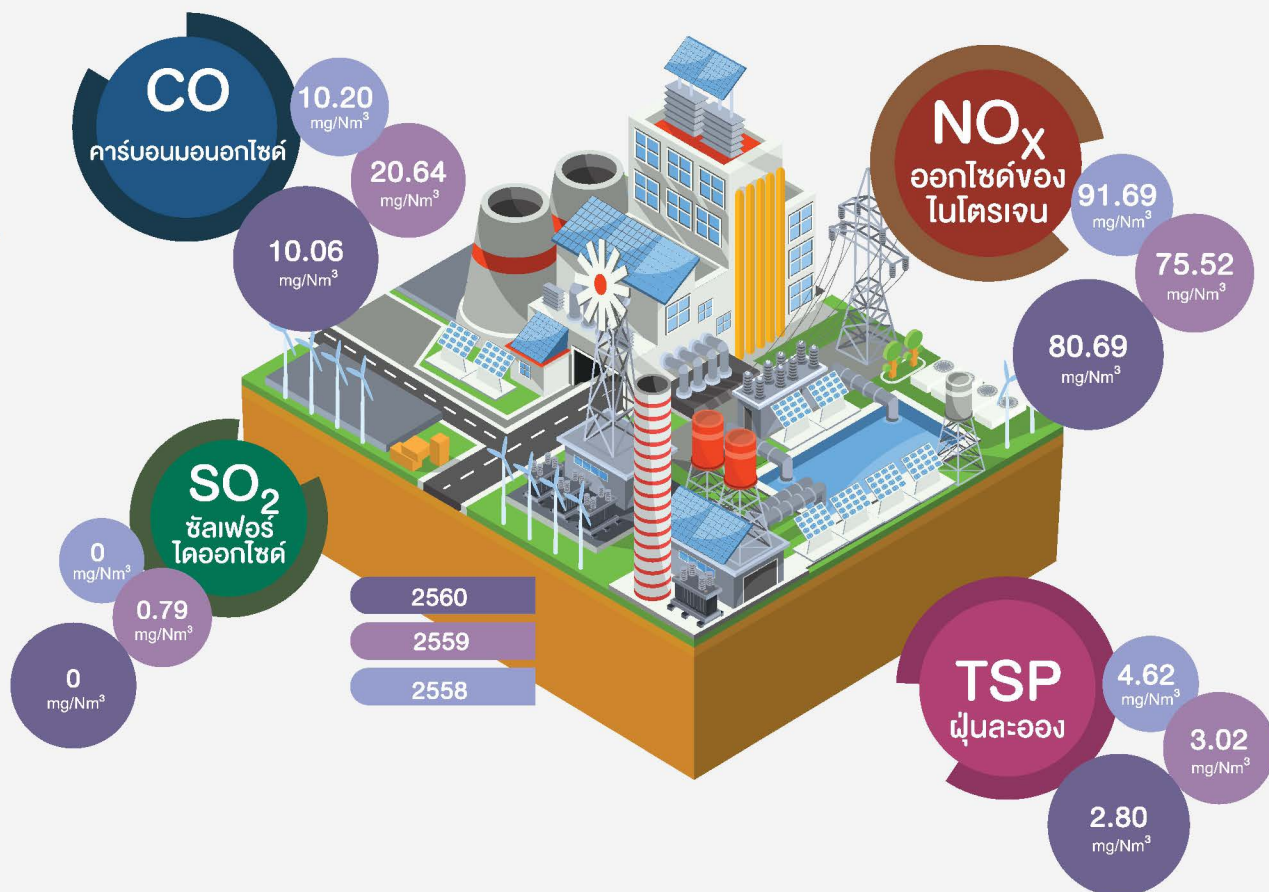 CO
คาร์บอนมอนอกไซด์
10.20
mg/Nm³
20.64
mg/Nm³
10.06
mg/Nm³
NOX
ออกไซด์ของ
ไนโตรเจน
91.69
mg/Nm³
75.52
mg/Nm³
80.69
mg/Nm³
SO₂
ซัลเฟอร์
ไดออกไซด์
0
mg/Nm³
0.79
mg/Nm³
0
mg/Nm³
2560
2559
2558
TSP
ฝุ่นละออง
4.62
mg/Nm³
3.02
mg/Nm³
2.80
mg/Nm³